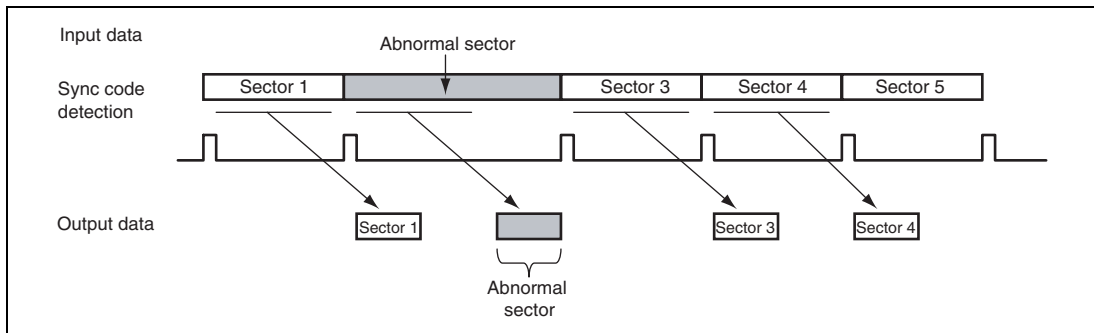 Input data
Abnormal sector
Sync code
detection
Sector 1
Sector 3
Sector 4
Sector 5
Output data
Sector 1
Sector 3
Sector 4
Abnormal
sector